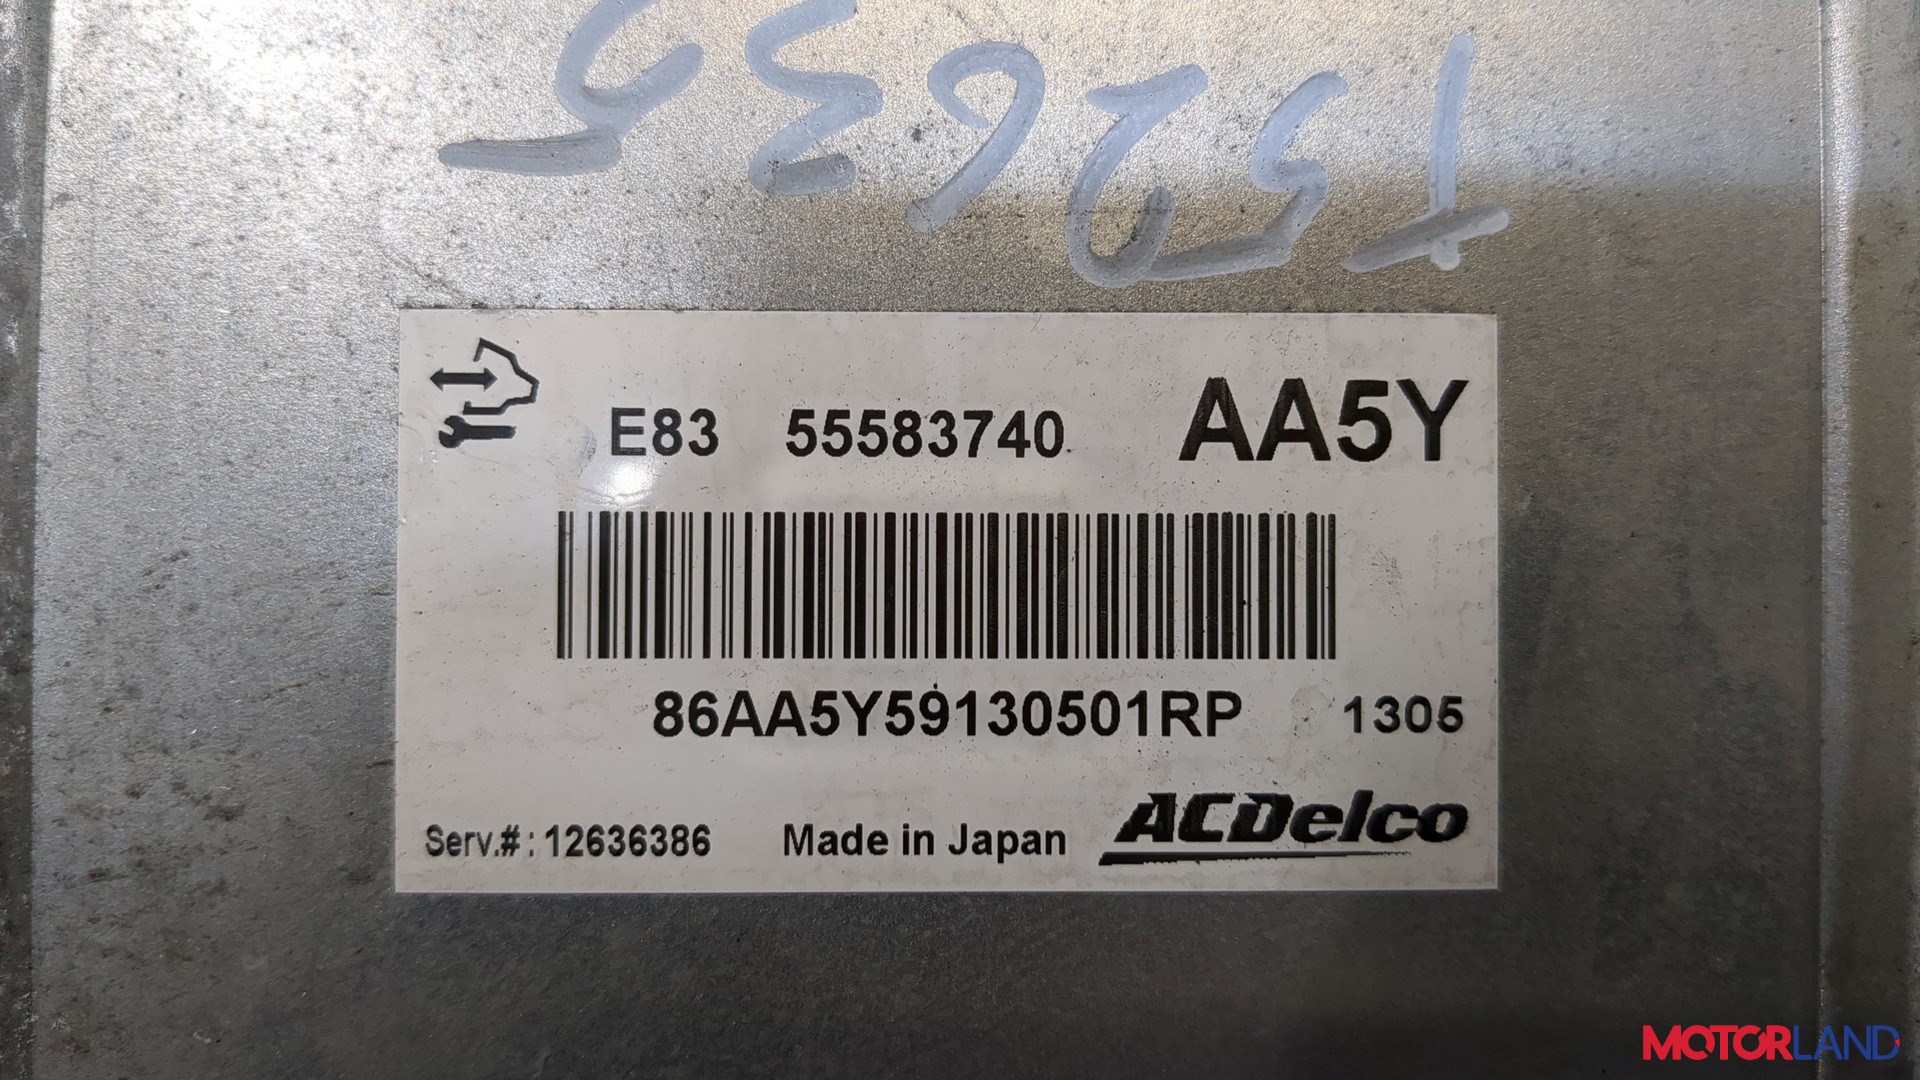 E83 55583740 AA5Y
86AA5Y59130501RP 1305
Serv.#: 12636386 Made in Japan ACDelco
MOTORLAND